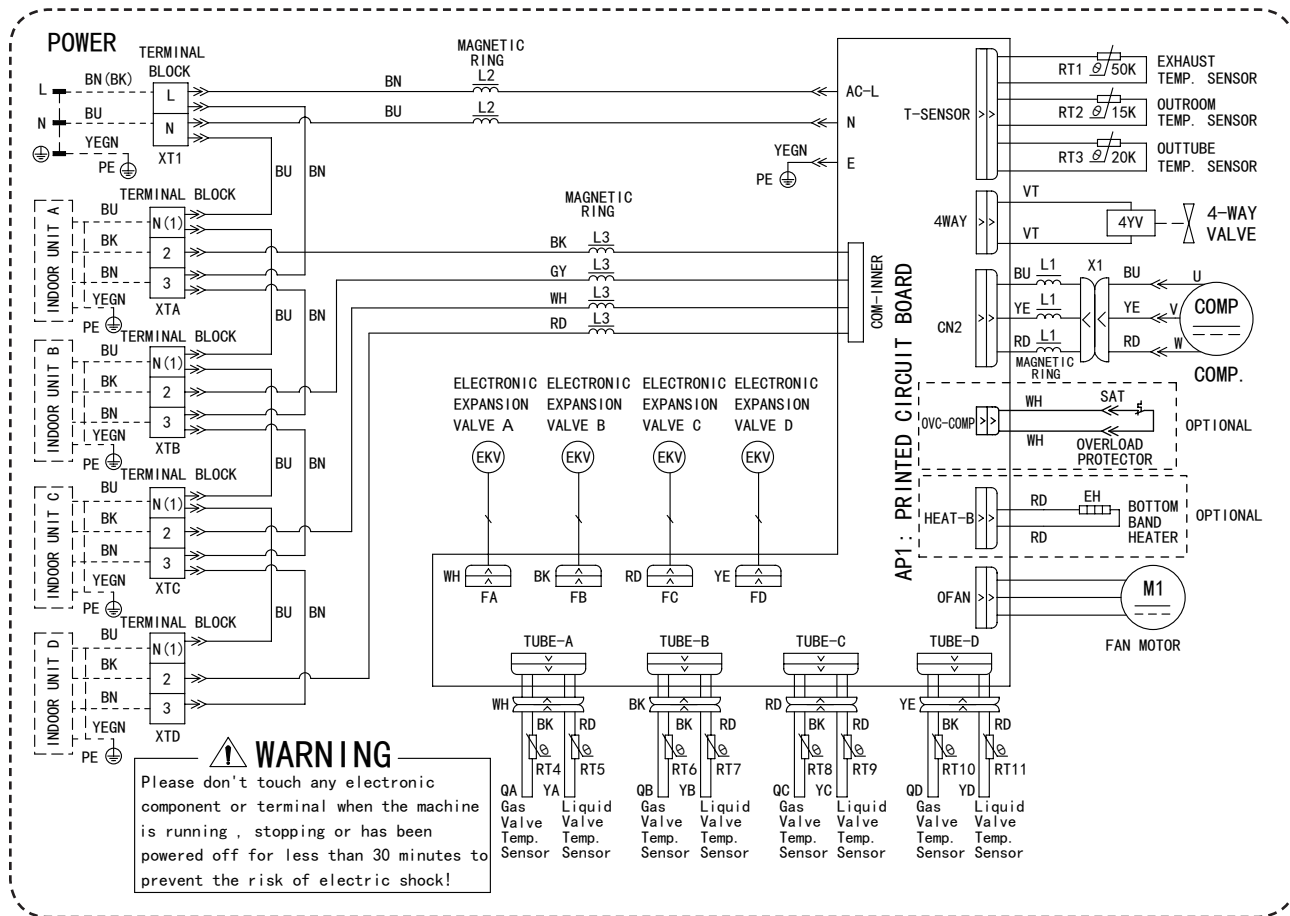 POWER
TERMINAL
BLOCK
MAGNETIC
RING
L
BN(BK)
L
BN
L2
AC-L
N
BU
N
BU
L2
N
YEGN
PE
XT1
BU
BN
YEGN
PE
E
T-SENSOR
RT1
θ
50K
EXHAUST
TEMP. SENSOR
RT2
θ
15K
OUTROOM
TEMP. SENSOR
RT3
θ
20K
OUTTUBE
TEMP. SENSOR
4WAY
VT
VT
4YV
4-WAY
VALVE
TERMINAL BLOCK
INDOOR UNIT A
BU
N(1)
BK
2
BN
3
YEGN
PE
XTA
BU
BN
MAGNETIC
RING
BK
L3
GY
L3
WH
L3
RD
L3
COM-INNER
AP1: PRINTED CIRCUIT BOARD
CN2
BU
L1
X1
BU
U
YE
L1
YE
V
RD
L1
RD
W
MAGNETIC
RING
COMP
COMP.
TERMINAL BLOCK
INDOOR UNIT B
BU
N(1)
BK
2
BN
3
YEGN
PE
XTB
BU
BN
ELECTRONIC
EXPANSION
VALVE A
ELECTRONIC
EXPANSION
VALVE B
ELECTRONIC
EXPANSION
VALVE C
ELECTRONIC
EXPANSION
VALVE D
EKV
EKV
EKV
EKV
OVC-COMP
WH
SAT
WH
OVERLOAD
PROTECTOR
OPTIONAL
TERMINAL BLOCK
INDOOR UNIT C
BU
N(1)
BK
2
BN
3
YEGN
PE
XTC
BU
BN
HEAT-B
RD
EH
RD
BOTTOM
BAND
HEATER
OPTIONAL
WH
FA
BK
FB
RD
FC
YE
FD
OFAN
M1
FAN MOTOR
TERMINAL BLOCK
INDOOR UNIT D
BU
N(1)
BK
2
BN
3
YEGN
PE
XTD
TUBE-A
TUBE-B
TUBE-C
TUBE-D
WH
BK
RD
YE
BK
RD
BK
RD
BK
RD
BK
RD
θ
θ
θ
θ
θ
θ
θ
θ
RT4
RT5
RT6
RT7
RT8
RT9
RT10
RT11
QA
YA
QB
YB
QC
YC
QD
YD
Gas
Valve
Temp.
Sensor
Liquid
Valve
Temp.
Sensor
Gas
Valve
Temp.
Sensor
Liquid
Valve
Temp.
Sensor
Gas
Valve
Temp.
Sensor
Liquid
Valve
Temp.
Sensor
Gas
Valve
Temp.
Sensor
Liquid
Valve
Temp.
Sensor
WARNING
Please don't touch any electronic
component or terminal when the machine
is running , stopping or has been
powered off for less than 30 minutes to
prevent the risk of electric shock!